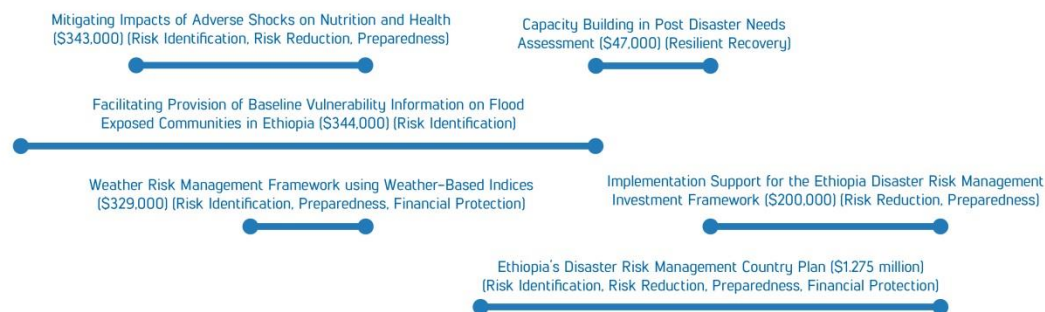 Mitigating Impacts of Adverse Shocks on Nutrition and Health
($343,000) (Risk Identification, Risk Reduction, Preparedness)
Capacity Building in Post Disaster Needs
Assessment ($47,000) (Resilient Recovery)
Facilitating Provision of Baseline Vulnerability Information on Flood
Exposed Communities in Ethiopia ($344,000) (Risk Identification)
Weather Risk Management Framework using Weather-Based Indices
($329,000) (Risk Identification, Preparedness, Financial Protection)
Implementation Support for the Ethiopia Disaster Risk Management
Investment Framework ($200,000) (Risk Reduction, Preparedness)
Ethiopia's Disaster Risk Management Country Plan ($1.275 million)
(Risk Identification, Risk Reduction, Preparedness, Financial Protection)